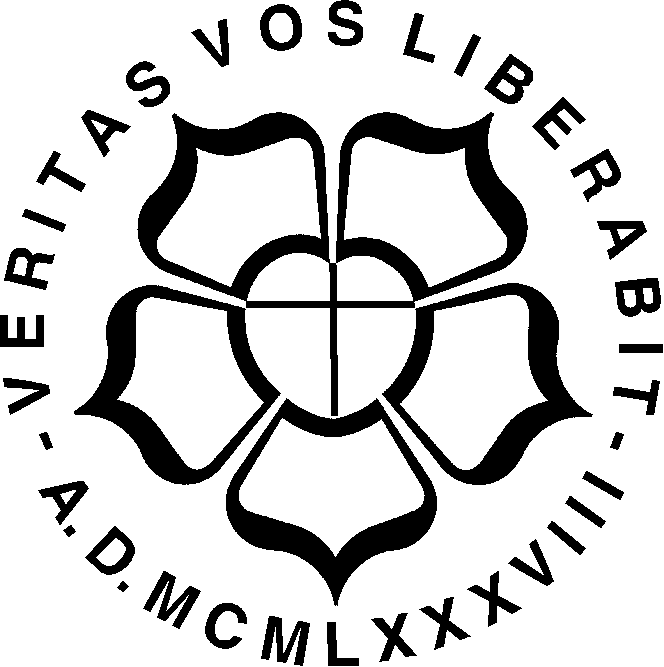 VERITAS VOS LIBERABIT
- A.D. MCMLXXXVIII -